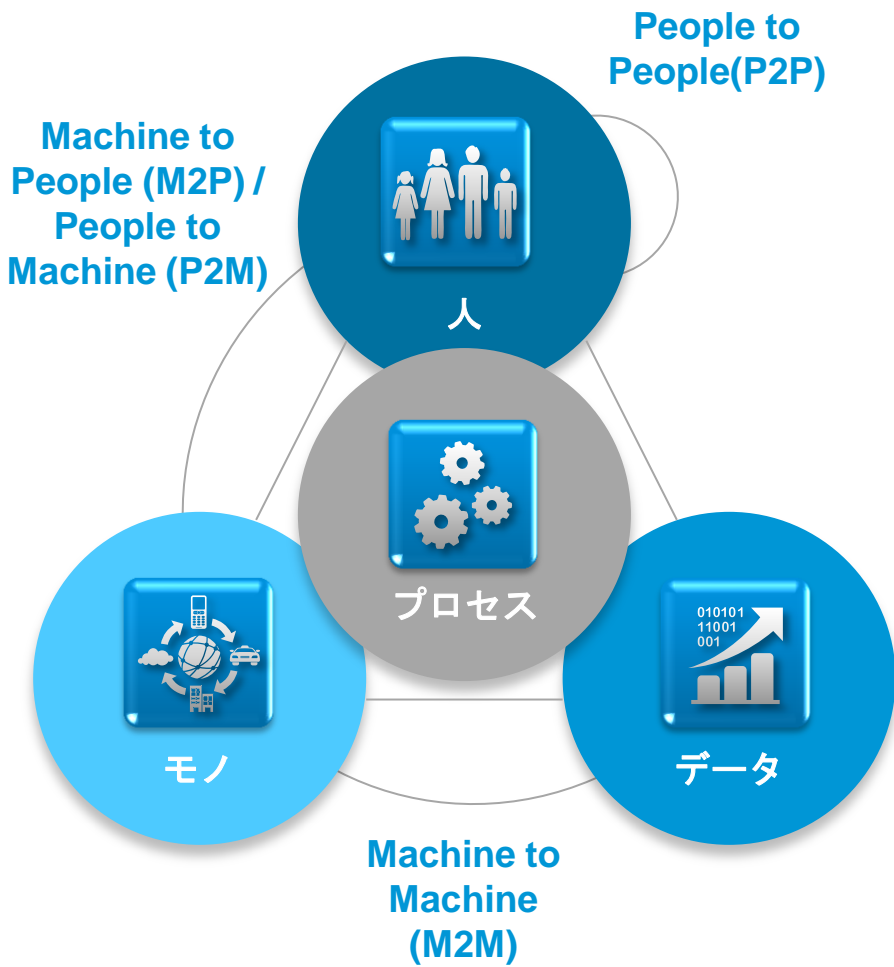 People to
People(P2P)
Machine to
People (M2P) /
People to
Machine (P2M)
人
プロセス
010101
11001
001
モノ
データ
Machine to
Machine
(M2M)